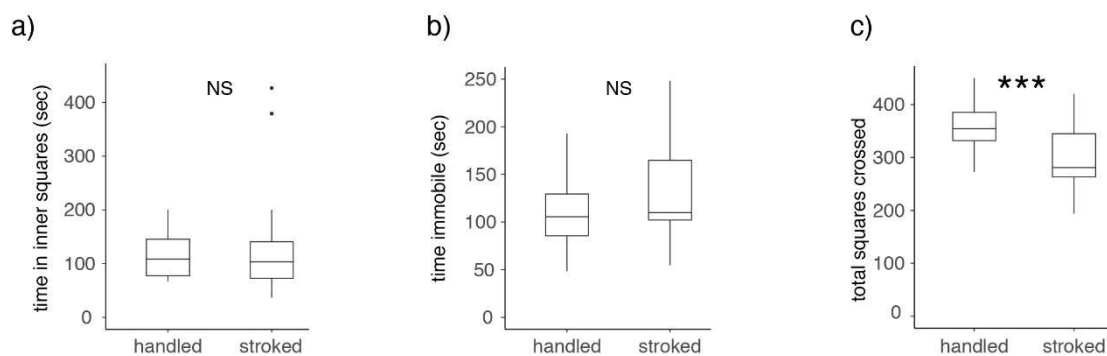 a)
time in inner squares (sec)
400
300
200
100
0
NS
handled stroked
b)
time immobile (sec)
250
200
150
100
50
0
NS
handled stroked
c)
total squares crossed
400
300
200
100
0
***
handled stroked